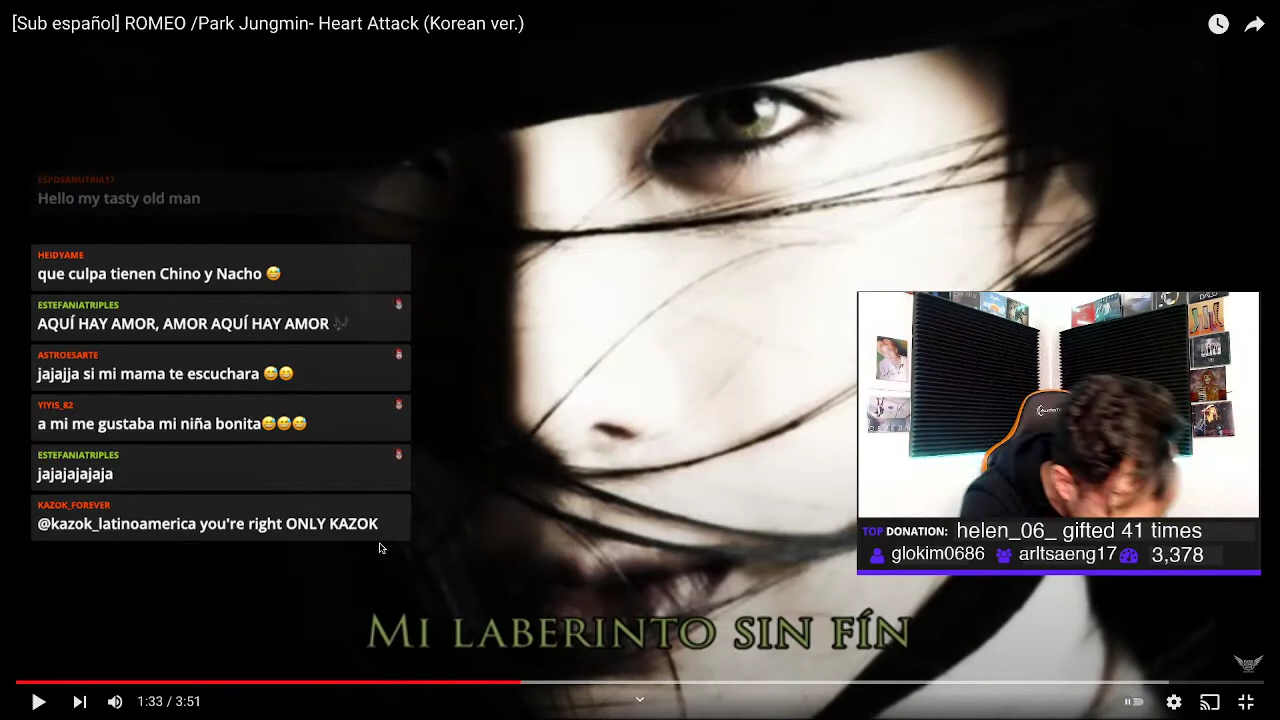 [Sub español] ROMEO /Park Jungmin- Heart Attack (Korean ver.)
ESPOSANUTRIA17
Hello my tasty old man
HEIDYAME
que culpa tienen Chino y Nacho 😅
ESTEFANIATRIPLES
AQUÍ HAY AMOR, AMOR AQUÍ HAY AMOR 🎶
ASTROESARTE
jajajja si mi mama te escuchara 😅😄
YIYIS_82
a mi me gustaba mi niña bonita😅😅😅
ESTEFANIATRIPLES
jajajajajaja
KAZOK_FOREVER
@kazok_latinoamerica you're right ONLY KAZOK
TOP DONATION: helen_06_ gifted 41 times
glokim0686 arltsaeng17 3,378
MI LABERINTO SIN FÍN
1:33 / 3:51